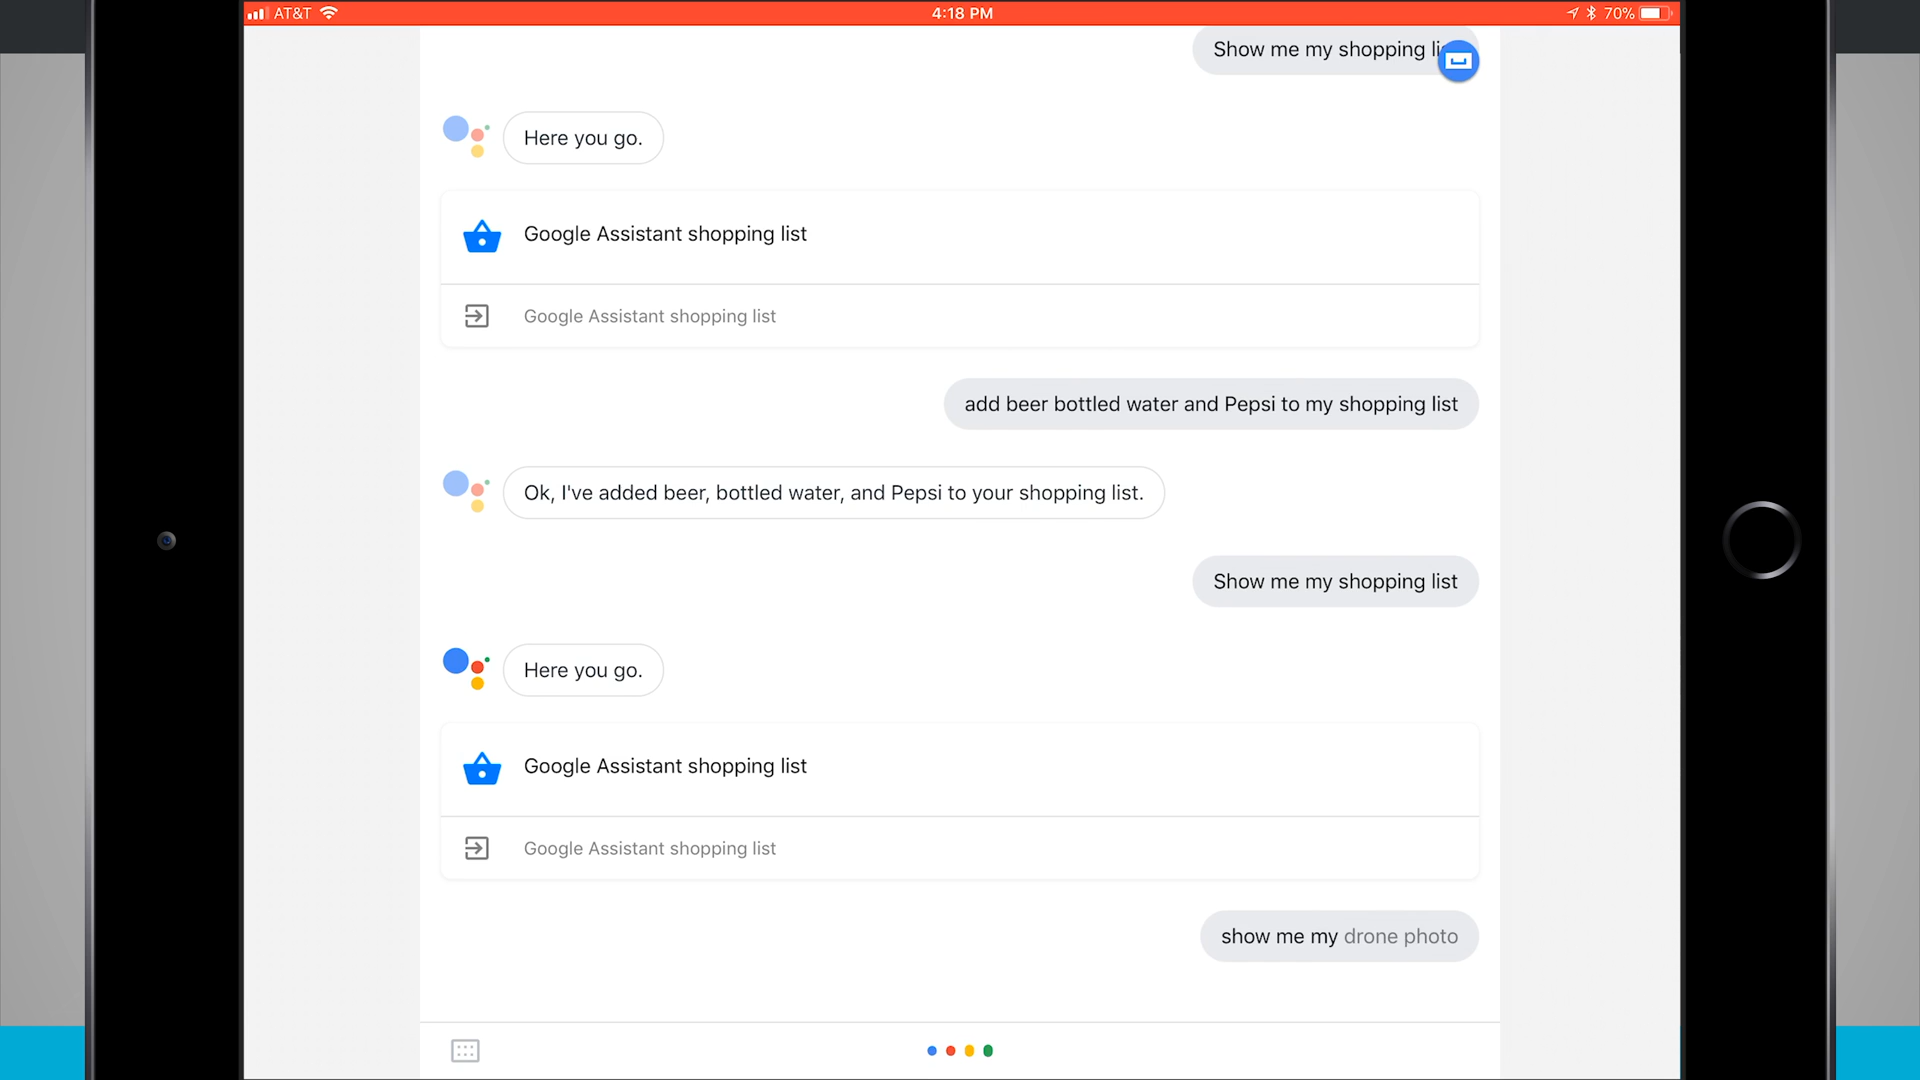 AT&T 4:18 PM 70%
Show me my shopping
Here you go.
Google Assistant shopping list
Google Assistant shopping list
add beer bottled water and Pepsi to my shopping list
Ok, I've added beer, bottled water, and Pepsi to your shopping list.
Show me my shopping list
Here you go.
Google Assistant shopping list
Google Assistant shopping list
show me my drone photo